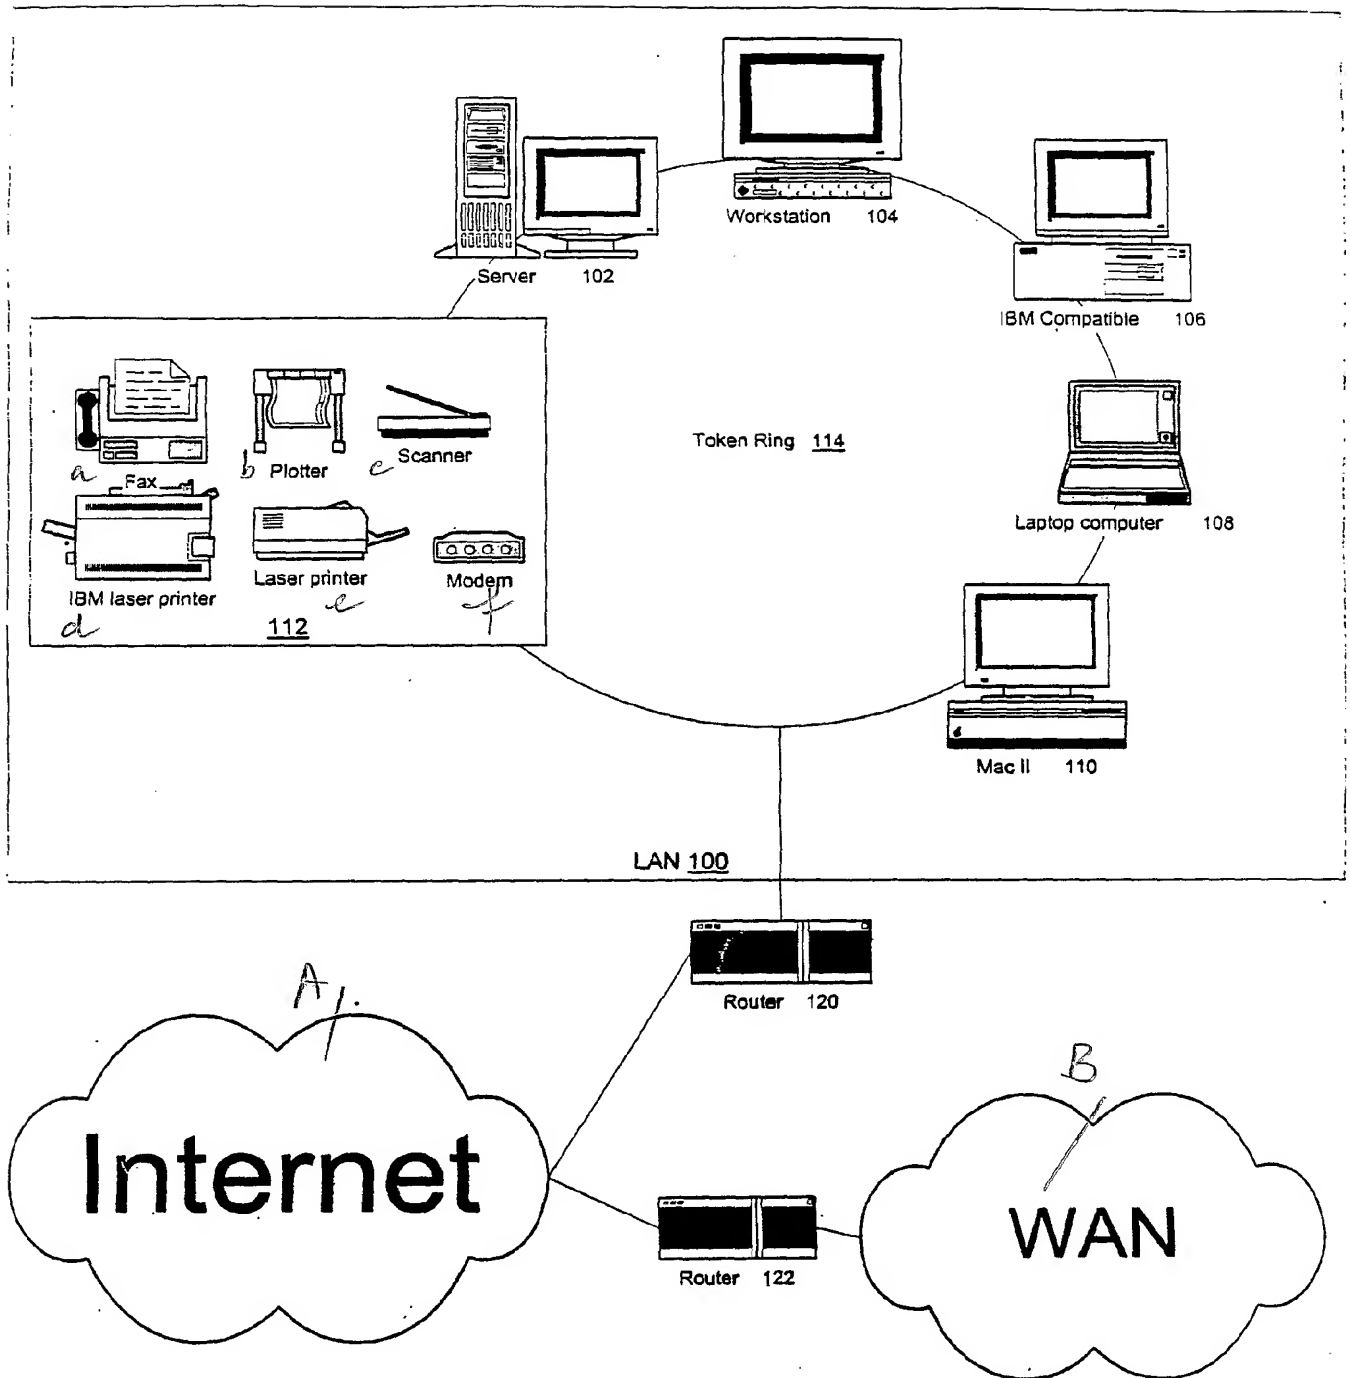 Workstation 104
Server 102
IBM Compatible 106
Token Ring 114
a
Fax
b Plotter
c Scanner
Laptop computer 108
IBM laser printer
d
Laser printer
e
Modem
f
112
Mac II 110
LAN 100
Router 120
A
B
Internet
WAN
Router 122